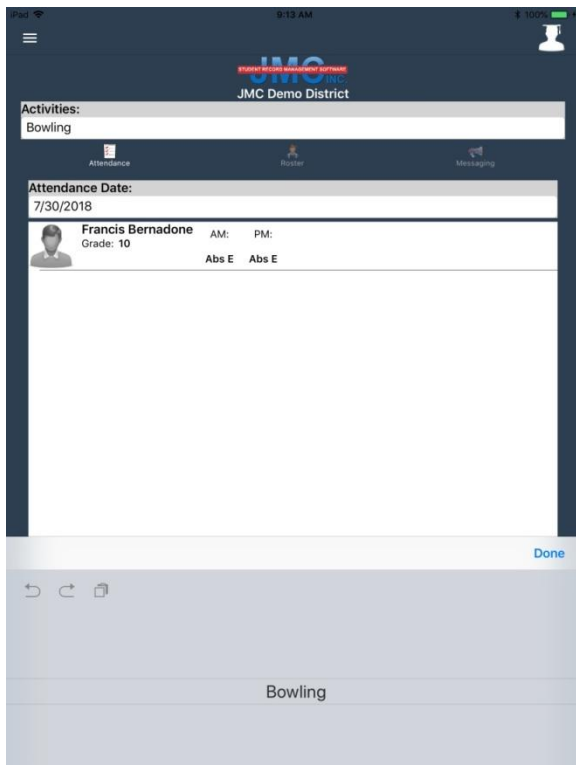 iPad 9:13 AM 100%
JMC
STUDENT RECORD MANAGEMENT SOFTWARE
INC.
JMC Demo District
Activities:
Bowling
Attendance Roster Messaging
Attendance Date:
7/30/2018
Francis Bernadone AM: PM:
Grade: 10
Abs E Abs E
Done
Bowling